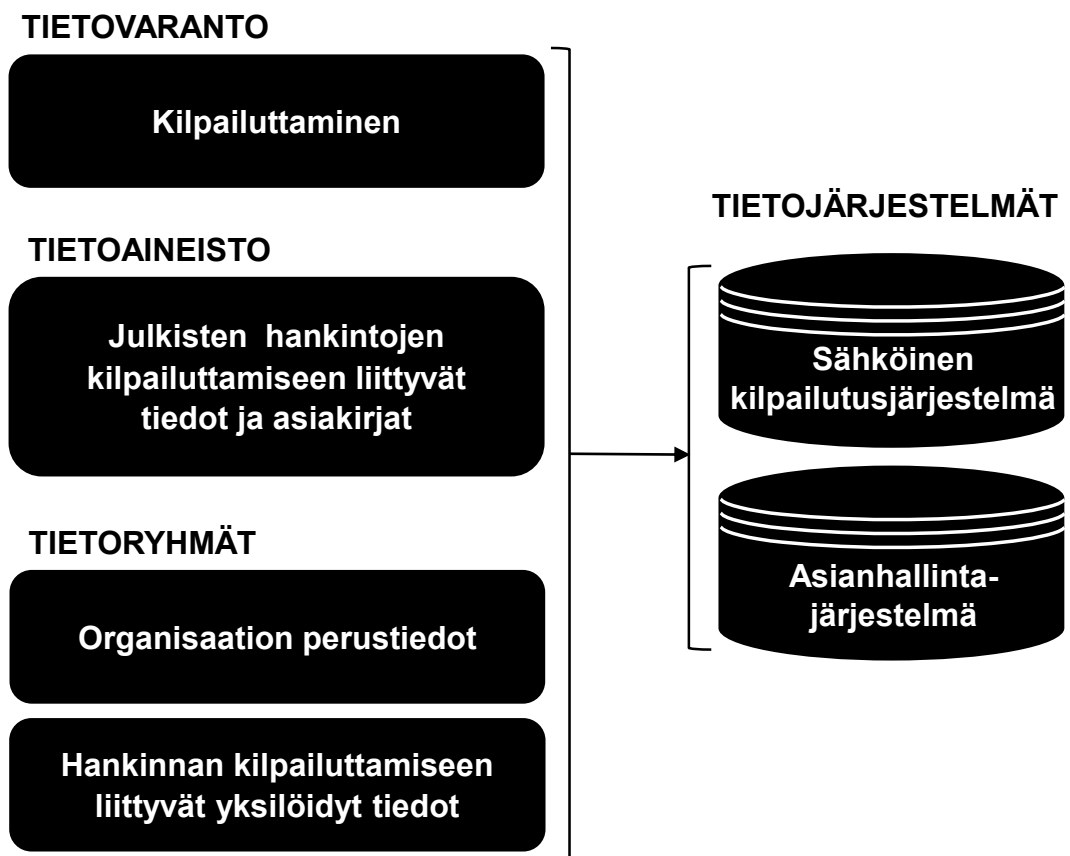 TIETOVARANTO
Kilpailuttaminen
TIETOAINEISTO
Julkisten hankintojen
kilpailuttamiseen liittyvät
tiedot ja asiakirjat
TIETORYHMÄT
Organisaation perustiedot
Hankinnan kilpailuttamiseen
liittyvät yksilöidyt tiedot
TIETOJÄRJESTELMÄT
Sähköinen
kilpailutusjärjestelmä
Asianhallinta-
järjestelmä